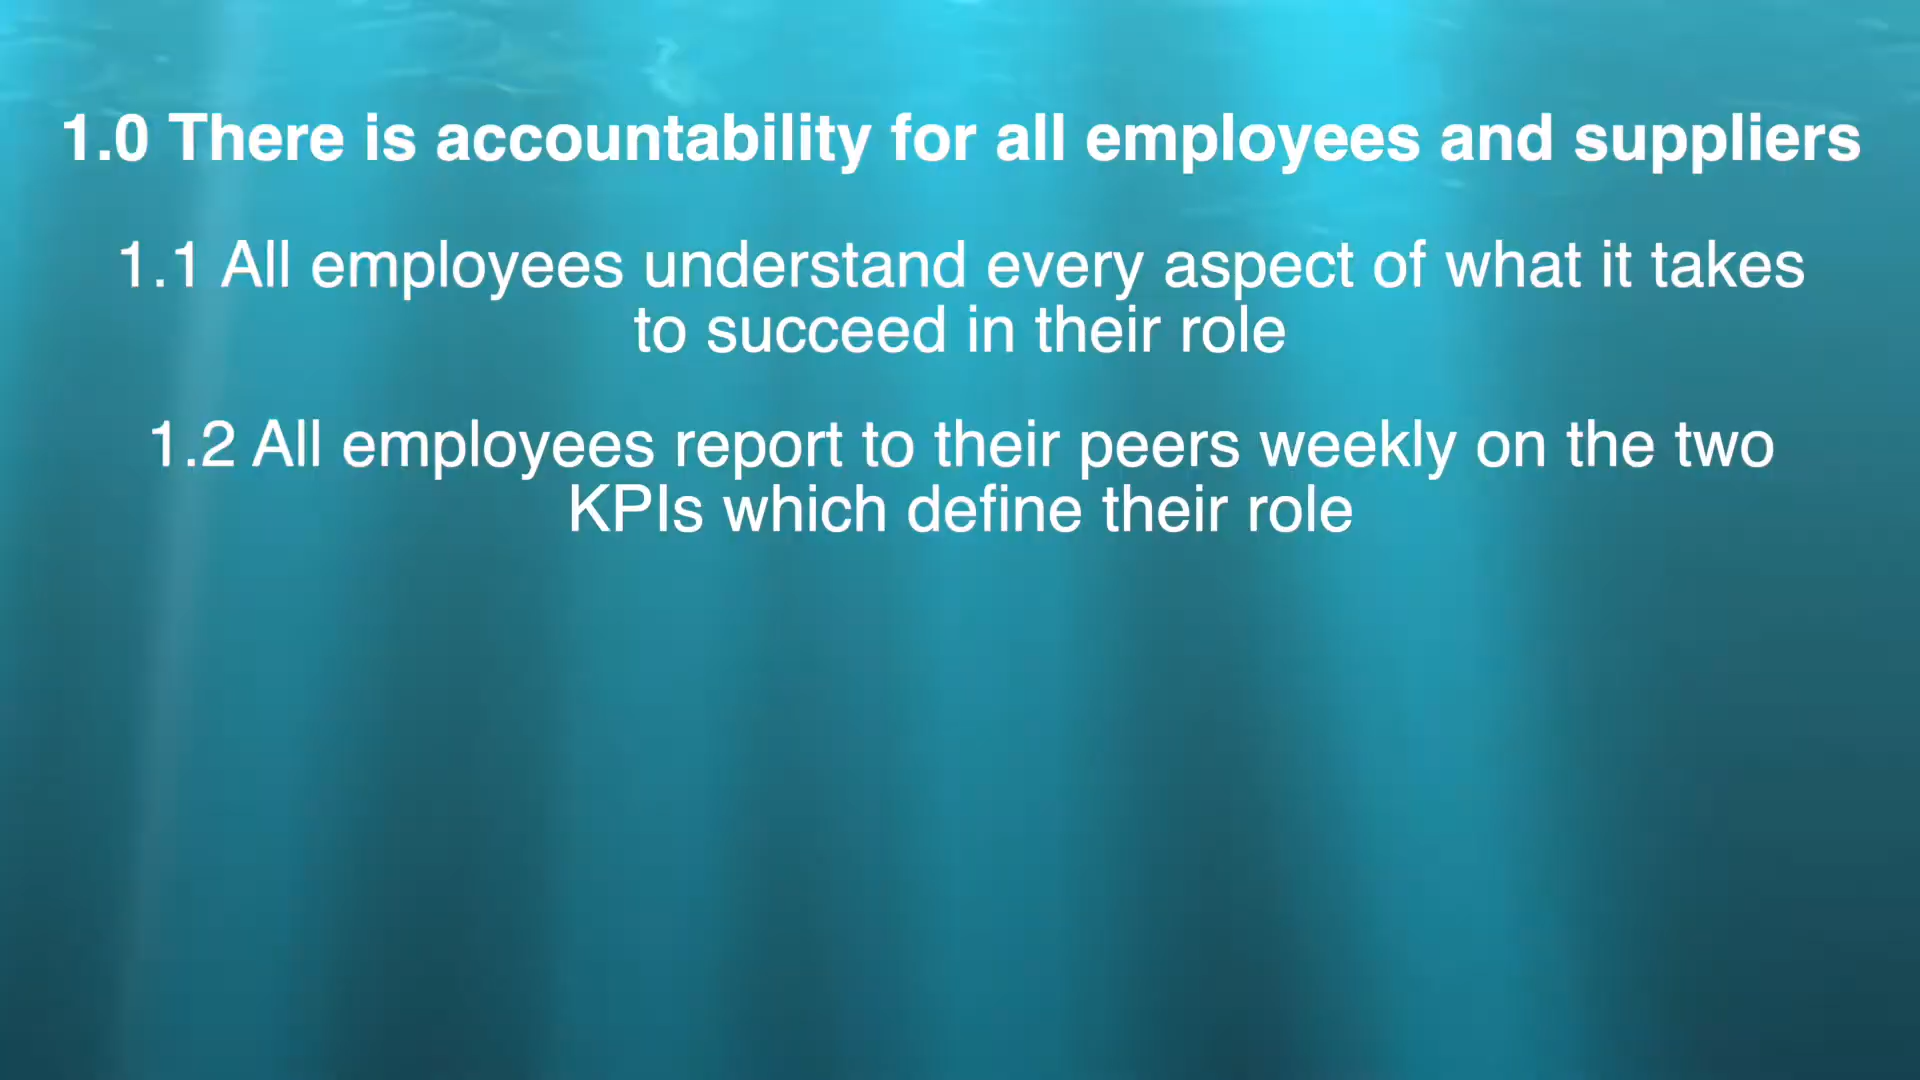 1.0 There is accountability for all employees and suppliers
1.1 All employees understand every aspect of what it takes
to succeed in their role
1.2 All employees report to their peers weekly on the two
KPIs which define their role